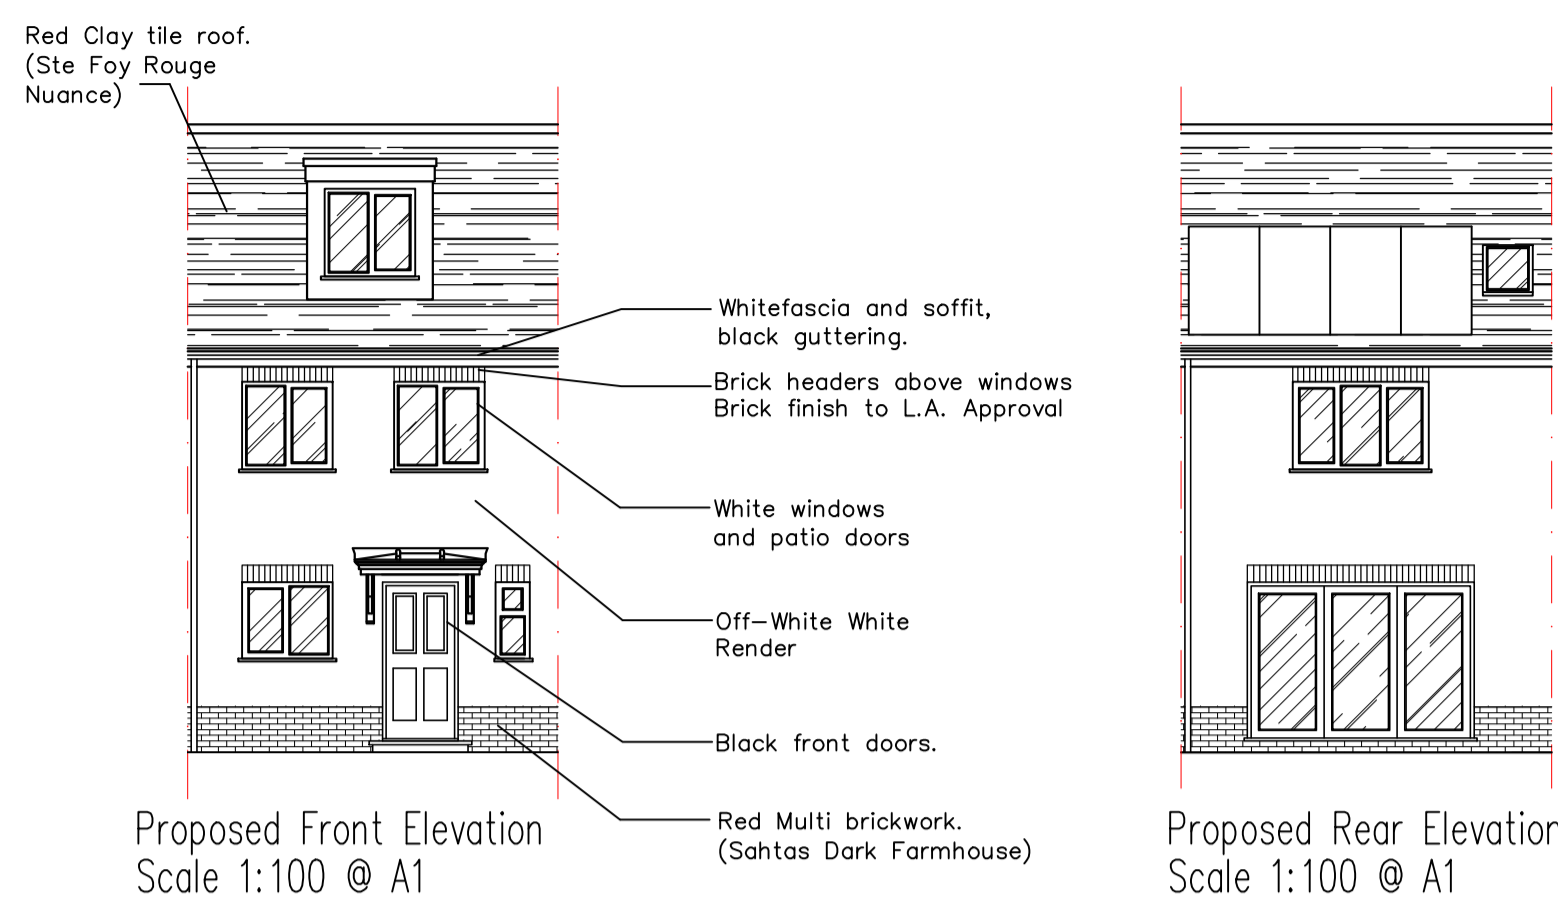 Red Clay tile roof.
(Ste Foy Rouge
Nuance)
Whitefascia and soffit,
black guttering.
Brick headers above windows
Brick finish to L.A. Approval
White windows
and patio doors
Off-White White
Render
Black front doors.
Red Multi brickwork.
(Sahtas Dark Farmhouse)
Proposed Front Elevation
Scale 1:100 @ A1
Proposed Rear Elevation
Scale 1:100 @ A1